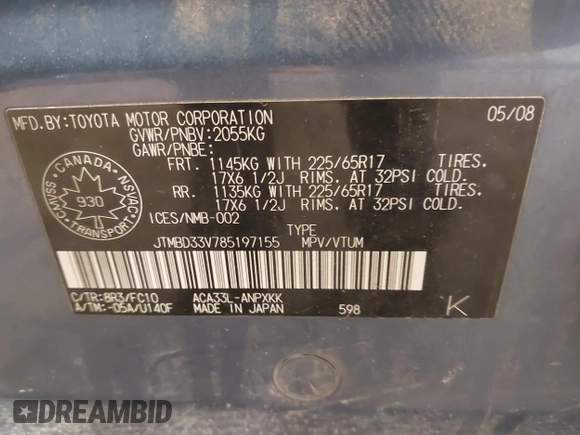 MFD.BY:TOYOTA MOTOR CORPORATION 05/08
GVWR/PNBV:2055KG
GAWR/PNBE:
FRT. 1145KG WITH 225/65R17 TIRES.
17X6 1/2J RIMS. AT 32PSI COLD.
RR. 1135KG WITH 225/65R17 TIRES.
17X6 1/2J RIMS. AT 32PSI COLD.
ICES/NMB-002
CANADA
CMVSS NSVAC
930
TRANSPORT
TYPE
JTMBD33V785197155 MPV/VTUM
C/TR:8R3/FC10 ACA33L-ANPXKK
A/TM:-05A/U140F MADE IN JAPAN 598 K
DREAMBID